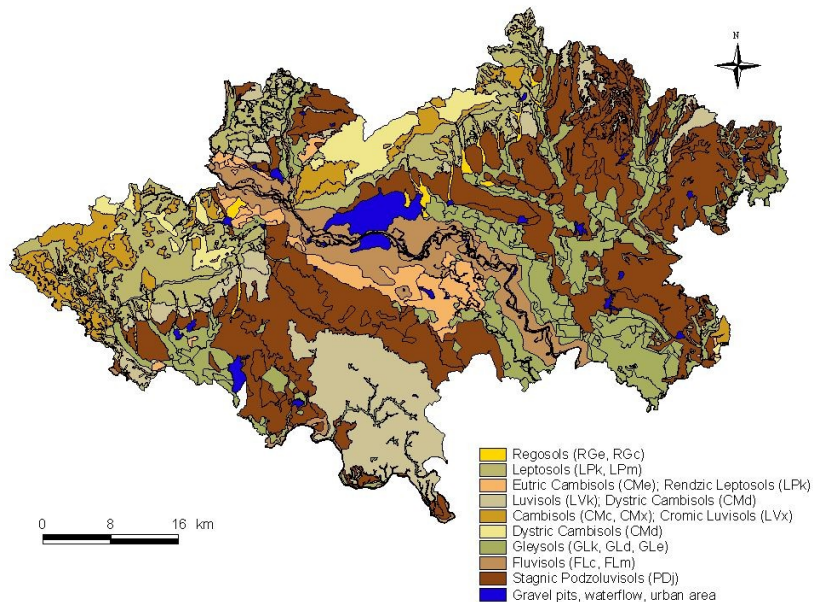 N
Regosols (RGe, RGc)
Leptosols (LPk, LPm)
Eutric Cambisols (CMe); Rendzic Leptosols (LPk)
Luvisols (LVk); Dystric Cambisols (CMd)
Cambisols (CMc, CMx); Cromic Luvisols (LVx)
Dystric Cambisols (CMd)
Gleysols (GLk, GLd, GLe)
Fluvisols (FLc, FLm)
Stagnic Podzoluvisols (PDj)
Gravel pits, waterflow, urban area
0 8 16 km